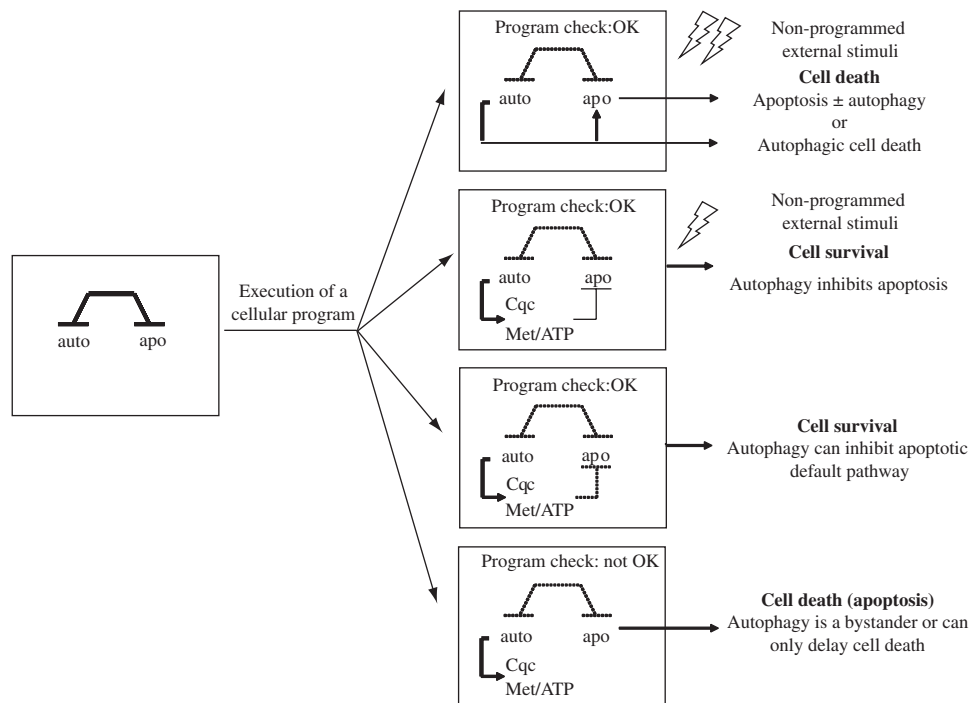 auto apo
Execution of a
cellular program
Program check:OK
auto apo
Non-programmed
external stimuli
Cell death
Apoptosis ± autophagy
or
Autophagic cell death
Program check:OK
auto apo
Cqc
Met/ATP
Non-programmed
external stimuli
Cell survival
Autophagy inhibits apoptosis
Program check:OK
auto apo
Cqc
Met/ATP
Cell survival
Autophagy can inhibit apoptotic
default pathway
Program check: not OK
auto apo
Cqc
Met/ATP
Cell death (apoptosis)
Autophagy is a bystander or can
only delay cell death